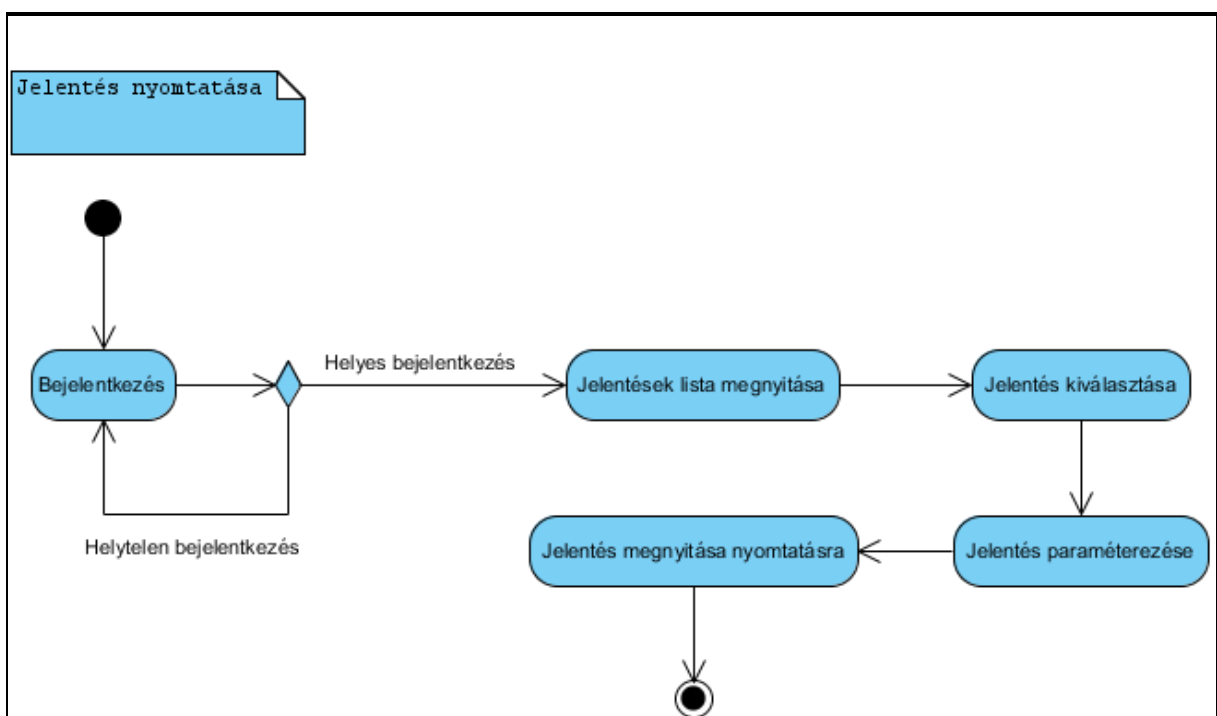 Jelentés nyomtatása
Helyes bejelentkezés
Bejelentkezés
Jelentések lista megnyitása
Jelentés kiválasztása
Helytelen bejelentkezés
Jelentés megnyitása nyomtatásra
Jelentés paraméterezése